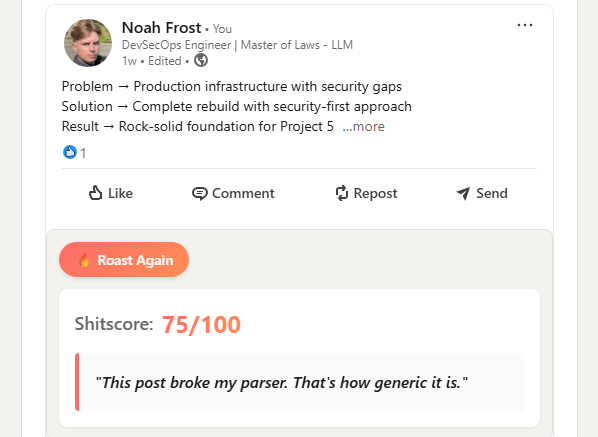 Noah Frost • You
DevSecOps Engineer | Master of Laws - LLM
1w • Edited •
Problem → Production infrastructure with security gaps
Solution → Complete rebuild with security-first approach
Result → Rock-solid foundation for Project 5 ...more
1
Like Comment Repost Send
🔥 Roast Again
Shitscore: 75/100
"This post broke my parser. That's how generic it is."